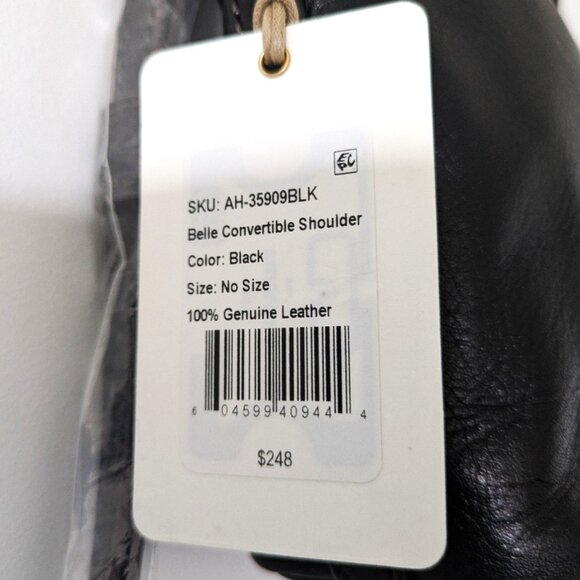 EPC
SKU: AH-35909BLK
Belle Convertible Shoulder
Color: Black
Size: No Size
100% Genuine Leather
6 04599 40944 4
$248